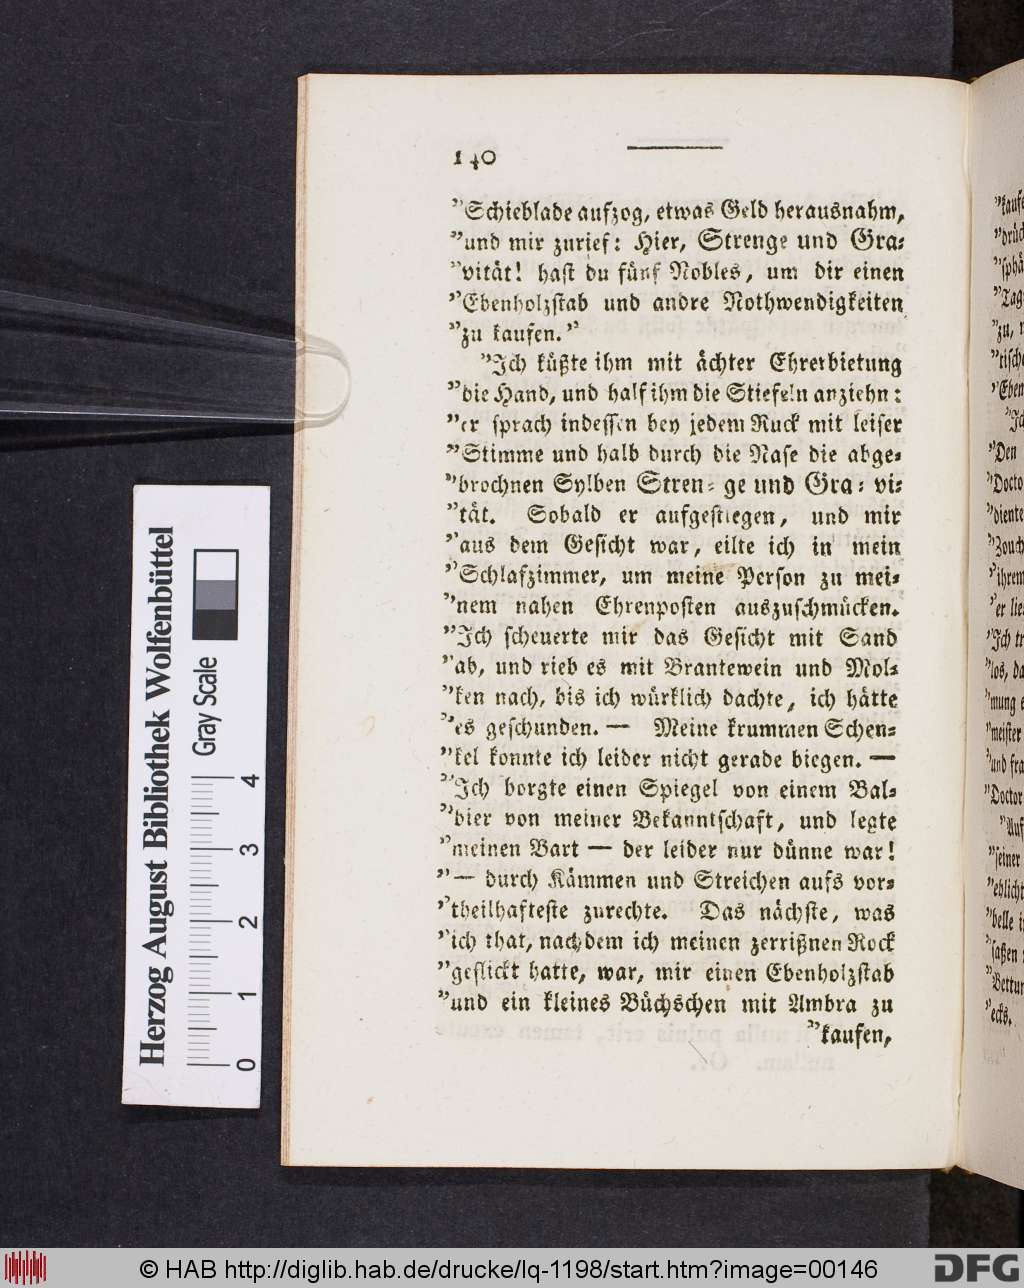 140
"Schieblade aufzog, etwas Geld herausnahm,
"und mir zurief: Hier, Strenge und Gra-
"vität! hast du fünf Nobles, um dir einen
"Ebenholzstab und andre Nothwendigkeiten
"zu kaufen."
"Ich küßte ihm mit ächter Ehrerbietung
"die Hand, und half ihm die Stiefeln anziehn:
"er sprach indessen bey jedem Ruck mit leiser
"Stimme und halb durch die Nase die abge-
"brochnen Sylben Stren- ge und Gra- vi-
"tät. Sobald er aufgestiegen, und mir
"aus dem Gesicht war, eilte ich in mein
"Schlafzimmer, um meine Person zu mei-
"nem nahen Ehrenposten auszuschmücken.
"Ich scheuerte mir das Gesicht mit Sand
"ab, und rieb es mit Brantewein und Mol-
"ken nach, bis ich würklich dachte, ich hätte
"es geschunden. — Meine krummen Schen-
"kel konnte ich leider nicht gerade biegen. —
"Ich borgte einen Spiegel von einem Bal-
"bier von meiner Bekanntschaft, und legte
"meinen Bart — der leider nur dünne war!
"— durch Kämmen und Streichen aufs vor-
"theilhafteste zurechte. Das nächste, was
"ich that, nachdem ich meinen zerrißnen Rock
"geflickt hatte, war, mir einen Ebenholzstab
"und ein kleines Büchschen mit Ambra zu
"kaufen,
Herzog August Bibliothek Wolfenbüttel
Gray Scale
0 1 2 3 4
© HAB http://diglib.hab.de/drucke/lq-1198/start.htm?image=00146
DFG